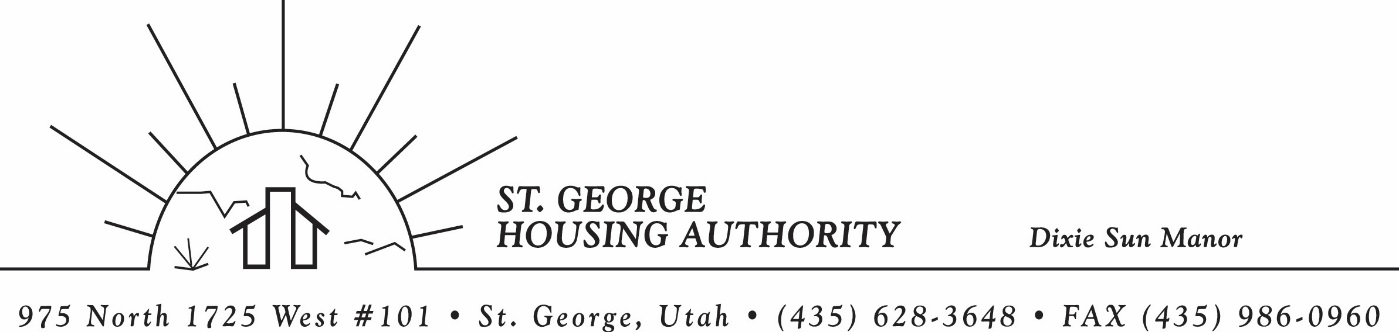 ST. GEORGE
HOUSING AUTHORITY
Dixie Sun Manor
975 North 1725 West #101 • St. George, Utah • (435) 628-3648 • FAX (435) 986-0960